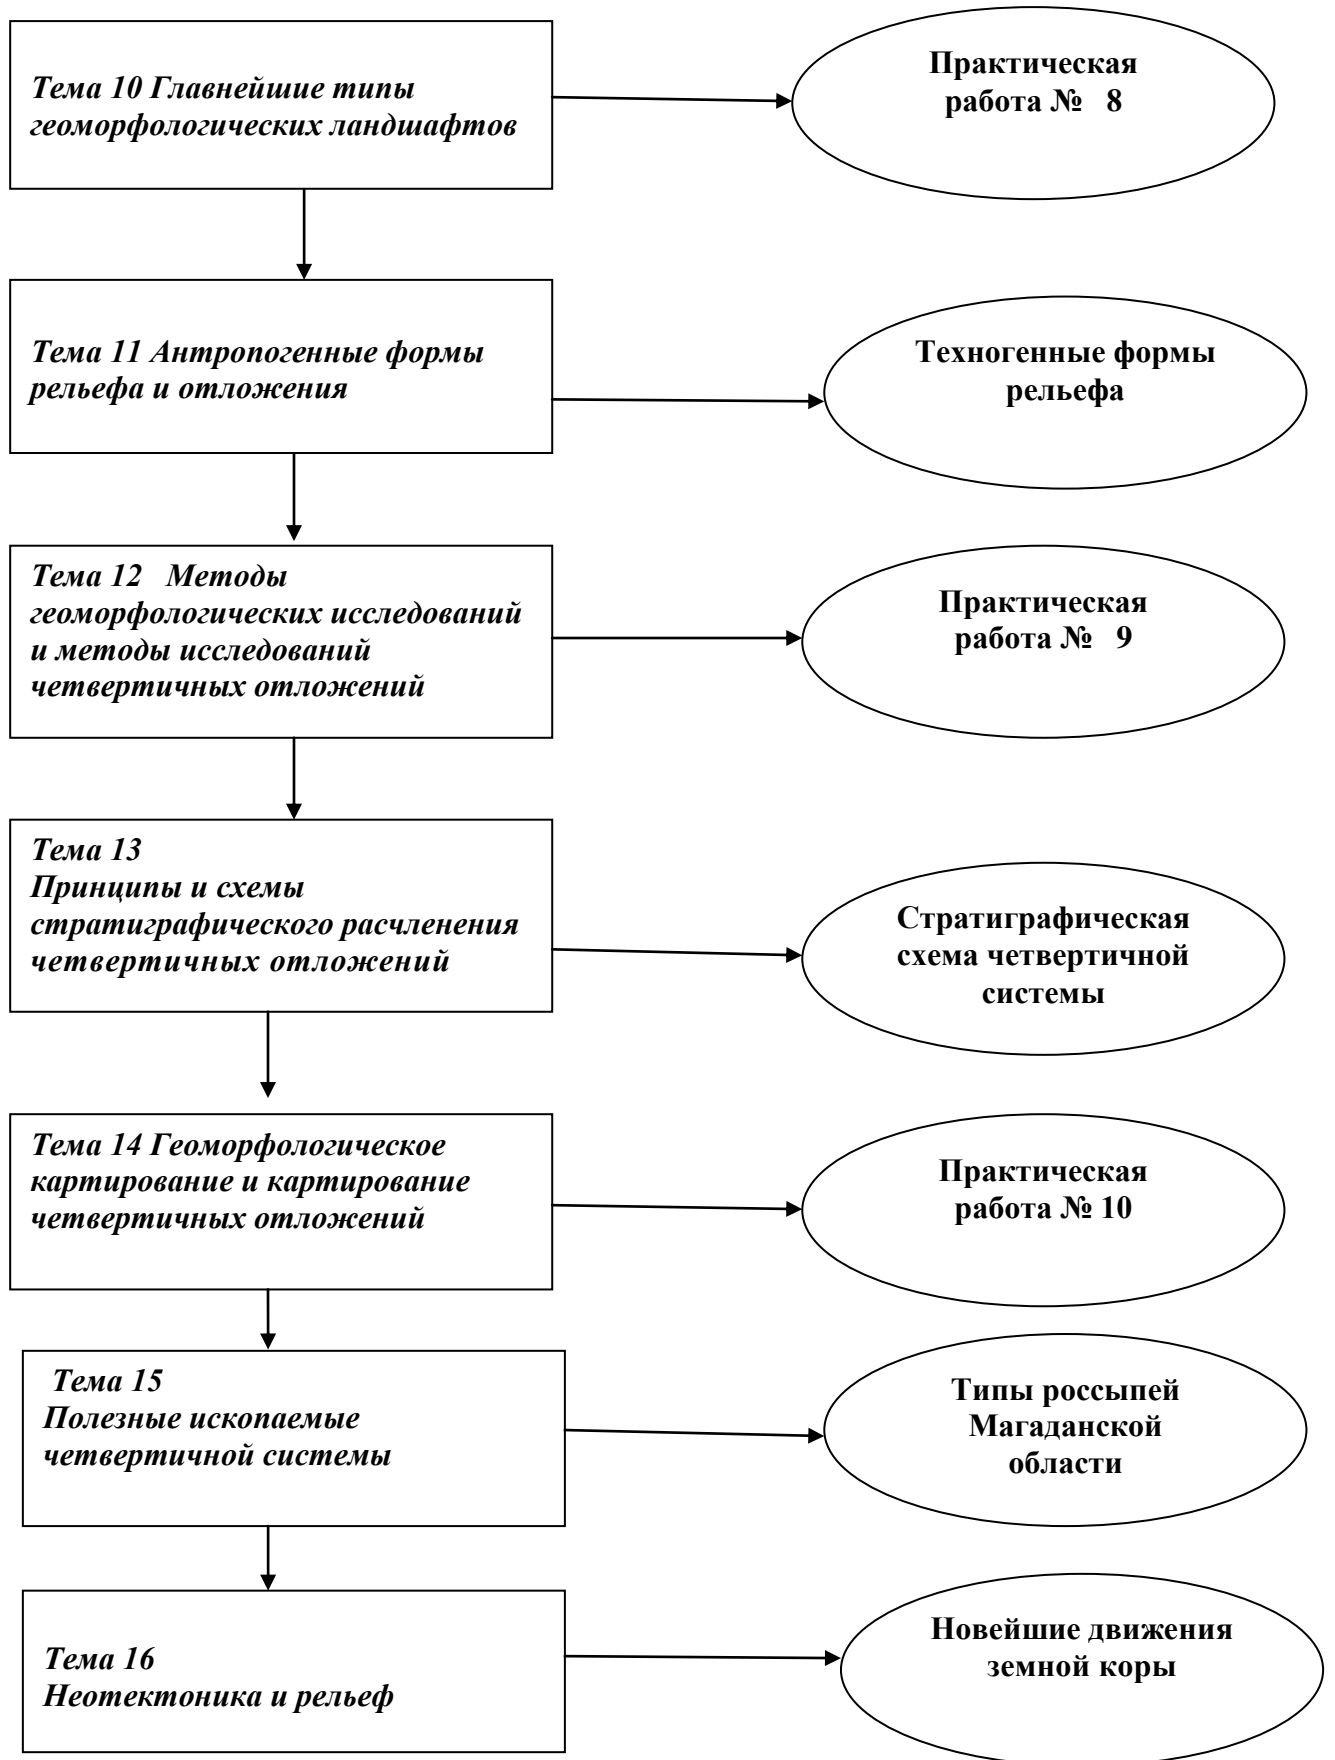 Тема 10 Главнейшие типы
геоморфологических ландшафтов
Практическая
работа № 8
Тема 11 Антропогенные формы
рельефа и отложения
Техногенные формы
рельефа
Тема 12 Методы
геоморфологических исследований
и методы исследований
четвертичных отложений
Практическая
работа № 9
Тема 13
Принципы и схемы
стратиграфического расчленения
четвертичных отложений
Стратиграфическая
схема четвертичной
системы
Тема 14 Геоморфологическое
картирование и картирование
четвертичных отложений
Практическая
работа № 10
Тема 15
Полезные ископаемые
четвертичной системы
Типы россыпей
Магаданской
области
Тема 16
Неотектоника и рельеф
Новейшие движения
земной коры